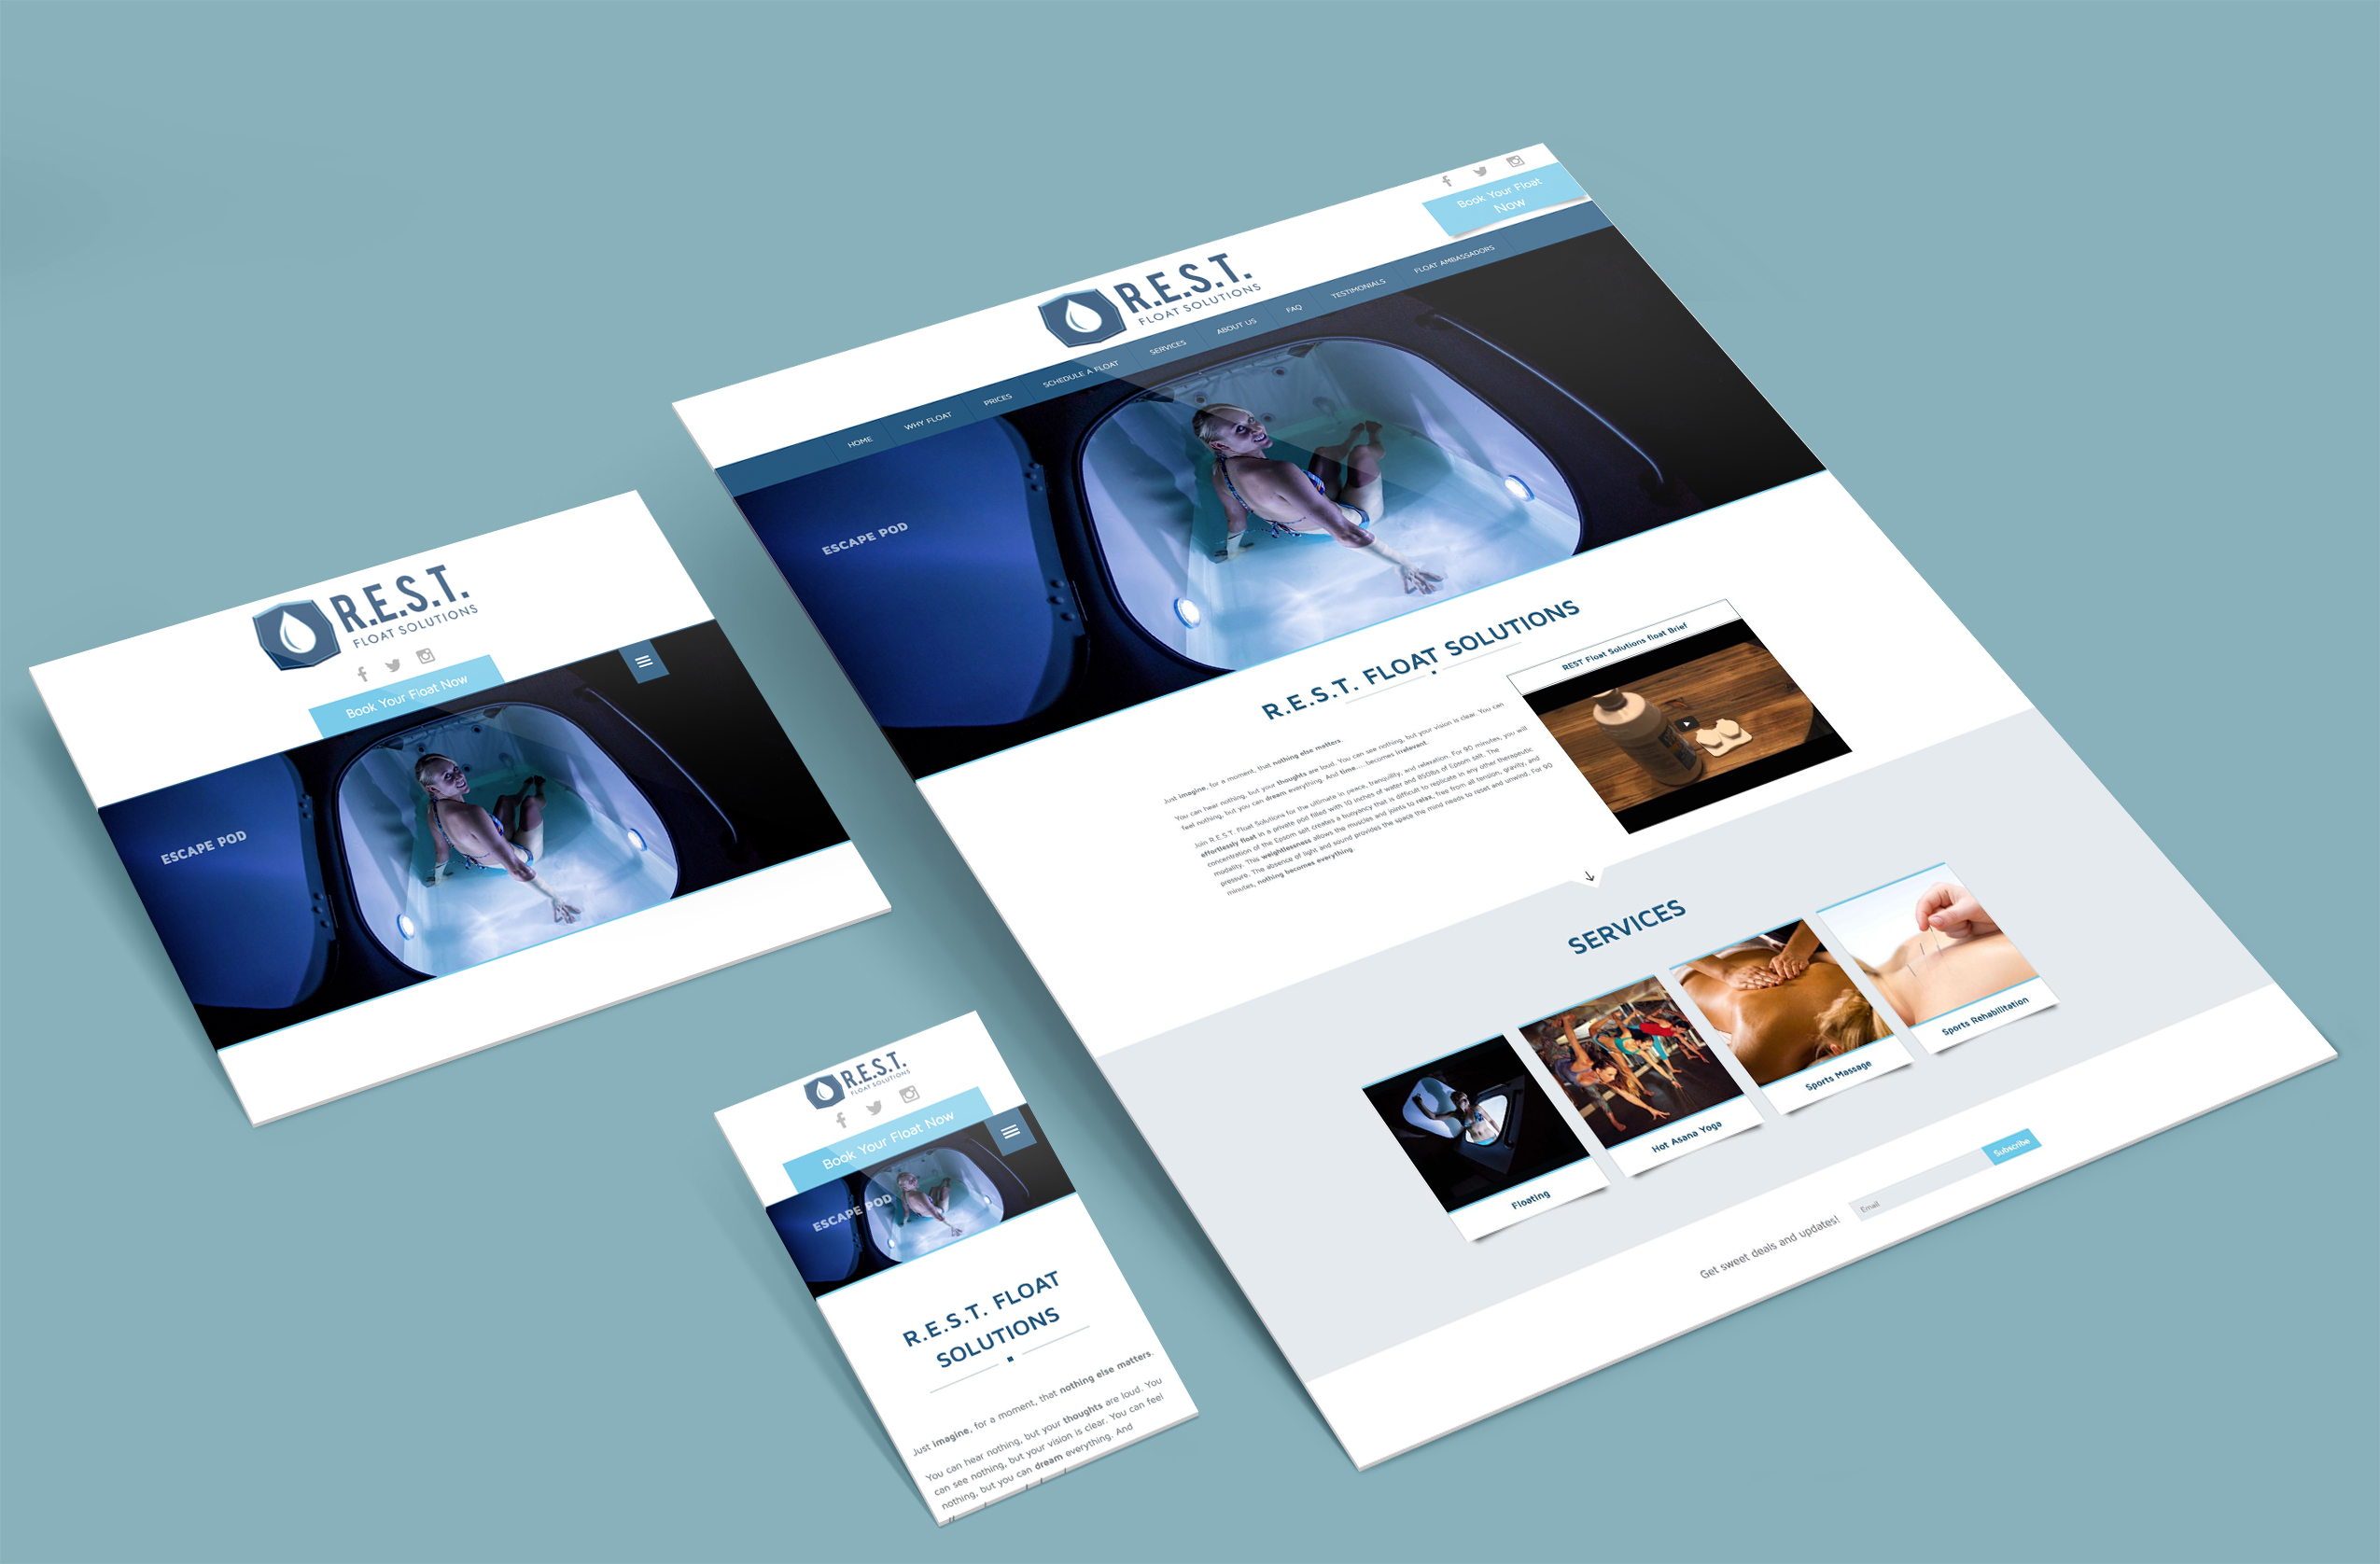 R.E.S.T.
FLOAT SOLUTIONS
Book Your Float Now
ESCAPE POD
Book Your Float
Now
R.E.S.T.
FLOAT SOLUTIONS
HOME
WHY FLOAT
PRICES
SCHEDULE A FLOAT
SERVICES
ABOUT US
FAQ
TESTIMONIALS
FLOAT AMBASSADORS
ESCAPE POD
R.E.S.T. FLOAT SOLUTIONS
Just imagine, for a moment, that nothing else matters.
You can hear nothing, but your thoughts are loud. You can see nothing, but your vision is clear. You can
feel nothing, but you can dream everything. And time.....becomes irrelevant.
Join R.E.S.T. Float Solutions for the ultimate in peace, tranquility, and relaxation. For 90 minutes, you will
effortlessly float in a private pod filled with 10 inches of water and 850lbs of Epsom salt. The
concentration of the Epsom salt creates a buoyancy that is difficult to replicate in any other therapeutic
modality. This weightlessness allows the muscles and joints to relax, free from all tension, gravity, and
pressure. The absence of light and sound provides the space the mind needs to reset and unwind. For 90
minutes, nothing becomes everything.
REST Float Solutions float Brief
SERVICES
Floating
Hot Asana Yoga
Sports Massage
Sports Rehabilitation
Get sweet deals and updates!
Email
Subscribe
R.E.S.T.
FLOAT SOLUTIONS
Book Your Float Now
ESCAPE POD
R.E.S.T. FLOAT
SOLUTIONS
Just imagine, for a moment, that nothing else matters.
You can hear nothing, but your thoughts are loud. You
can see nothing, but your vision is clear. You can feel
nothing, but you can dream everything. And